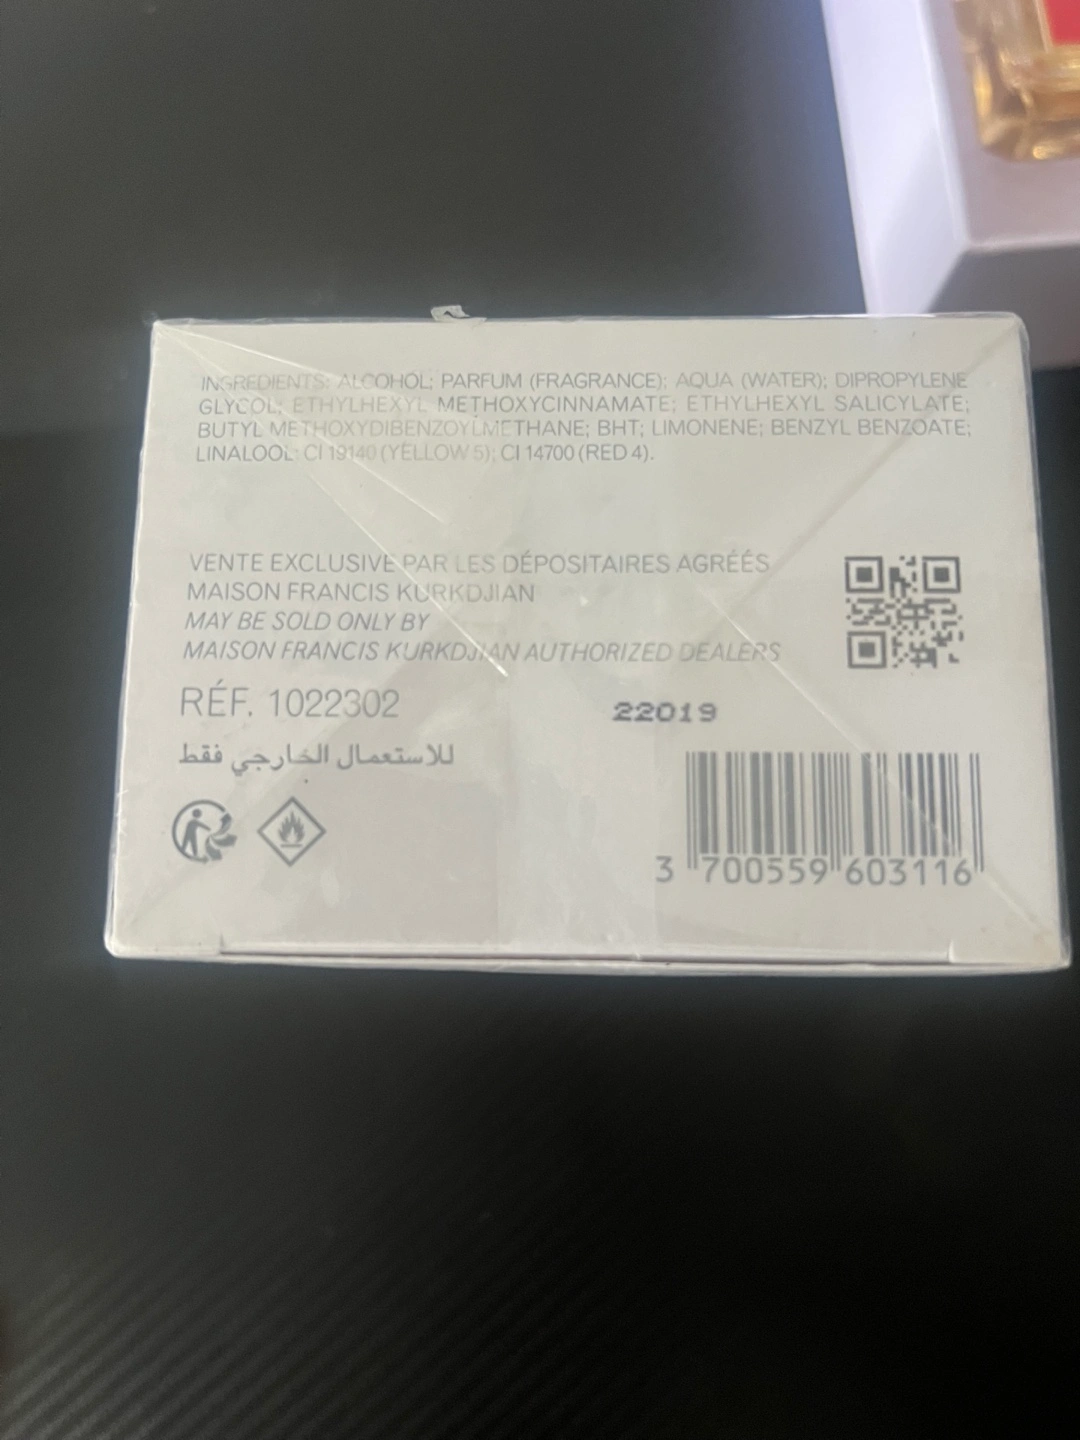 INGREDIENTS: ALCOHOL; PARFUM (FRAGRANCE); AQUA (WATER); DIPROPYLENE
GLYCOL; ETHYLHEXYL METHOXYCINNAMATE; ETHYLHEXYL SALICYLATE;
BUTYL METHOXYDIBENZOYLMETHANE; BHT; LIMONENE; BENZYL BENZOATE;
LINALOOL; CI 19140 (YELLOW 5); CI 14700 (RED 4).
VENTE EXCLUSIVE PAR LES DÉPOSITAIRES AGRÉÉS
MAISON FRANCIS KURKDJIAN
MAY BE SOLD ONLY BY
MAISON FRANCIS KURKDJIAN AUTHORIZED DEALERS
RÉF. 1022302
22019
للاستعمال الخارجي فقط
3 700559 603116